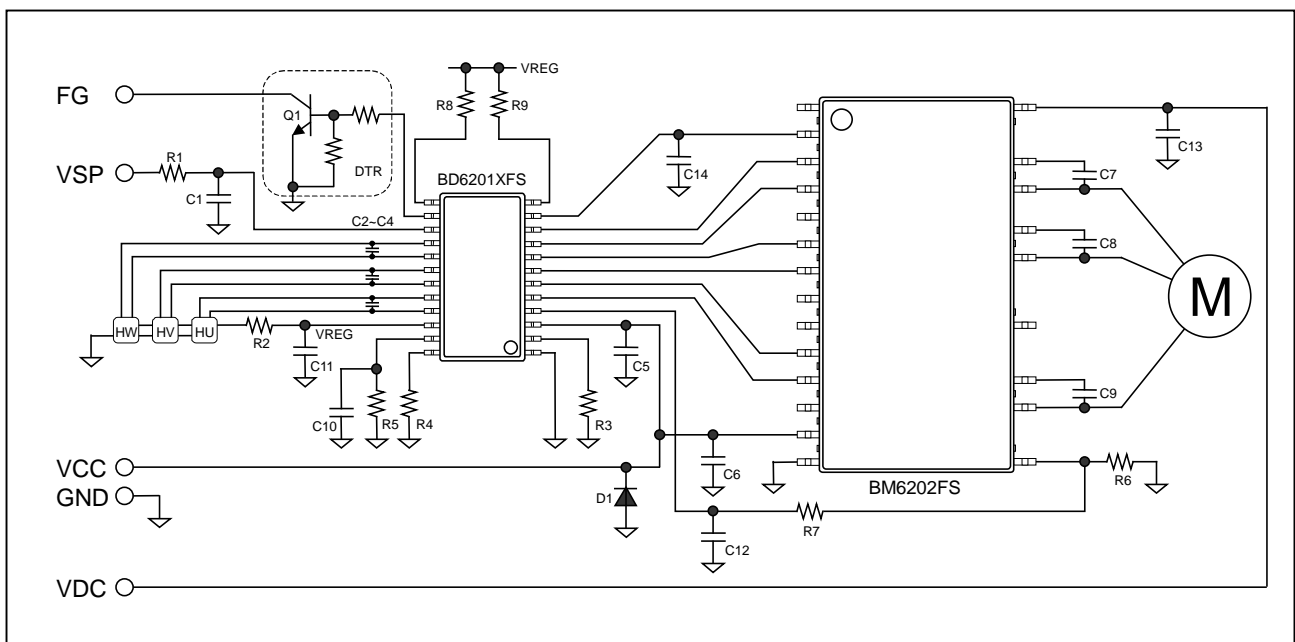 VREG
FG
R8
R9
Q1
C13
VSP
R1
DTR
C14
C7
BD6201XFS
C1
C2~C4
C8
M
HW
HV
HU
R2
VREG
C11
C5
C9
C10
R5
R4
R3
VCC
C6
R6
GND
D1
BM6202FS
R7
C12
VDC